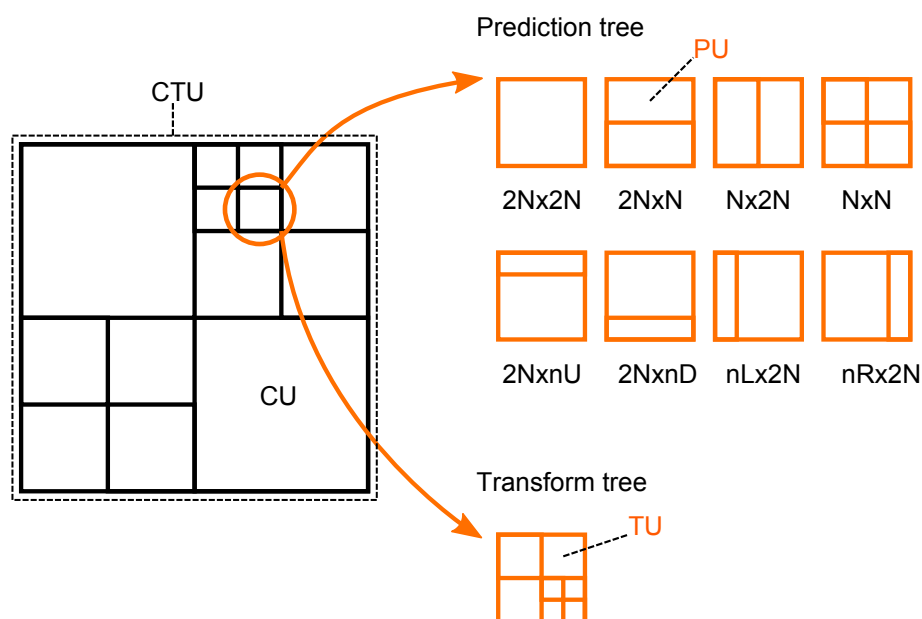 Prediction tree
PU
CTU
2Nx2N 2NxN Nx2N NxN
2NxnU 2NxnD nLx2N nRx2N
CU
Transform tree
TU